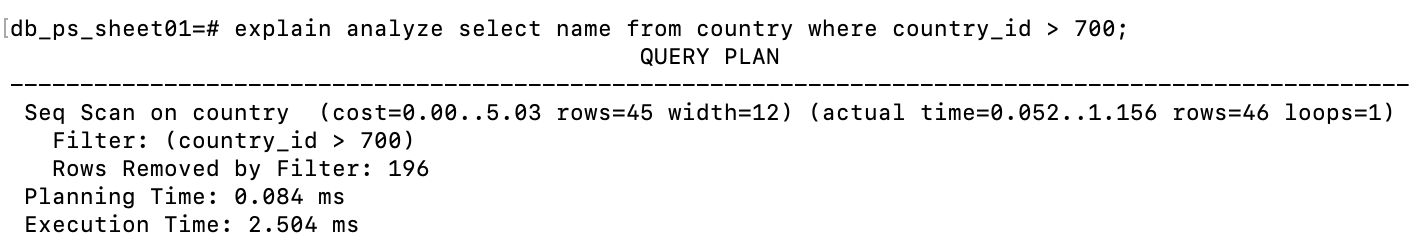 [db_ps_sheet01=# explain analyze select name from country where country_id > 700;
QUERY PLAN
----------------------------------------------------------------------------------------------------
Seq Scan on country  (cost=0.00..5.03 rows=45 width=12) (actual time=0.052..1.156 rows=46 loops=1)
Filter: (country_id > 700)
Rows Removed by Filter: 196
Planning Time: 0.084 ms
Execution Time: 2.504 ms